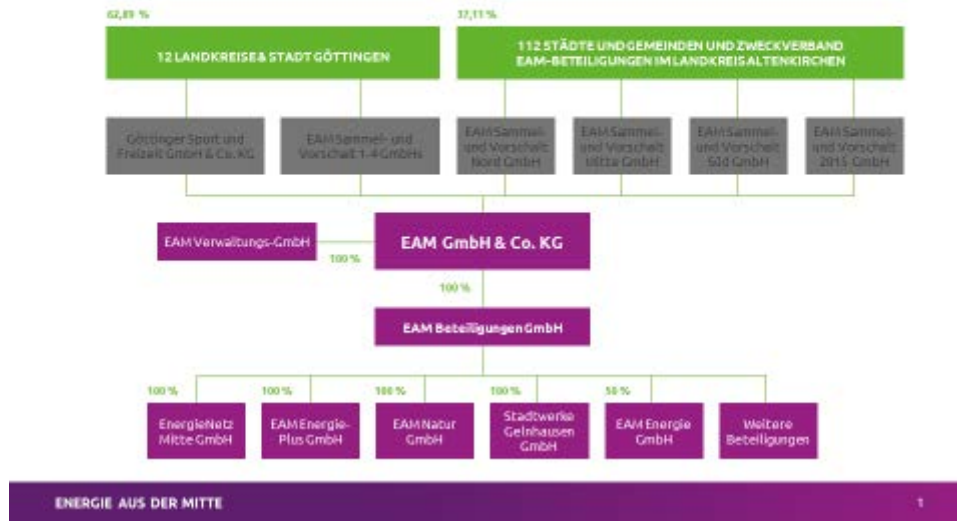 62,89 %
37,11 %
12 LANDKREISE & STADT GÖTTINGEN
112 STÄDTE UND GEMEINDEN UND ZWECKVERBAND
EAM-BETEILIGUNGEN IM LANDKREIS ALTENKIRCHEN
Göttinger Sport und
Freizeit GmbH & Co. KG
EAM Sammel- und
Vorschalt 1-4 GmbHs
EAM Sammel-
und Vorschalt
Nord GmbH
EAM Sammel-
und Vorschalt
Mitte GmbH
EAM Sammel-
und Vorschalt
Süd GmbH
EAM Sammel-
und Vorschalt
2015 GmbH
EAM Verwaltungs-GmbH
100 %
EAM GmbH & Co. KG
100 %
EAM Beteiligungen GmbH
100 %
EnergieNetz
Mitte GmbH
100 %
EAM Energie-
Plus GmbH
100 %
EAM Natur
GmbH
100 %
Stadtwerke
Gelnhausen
GmbH
50 %
EAM Energie
GmbH
Weitere
Beteiligungen
ENERGIE AUS DER MITTE
1